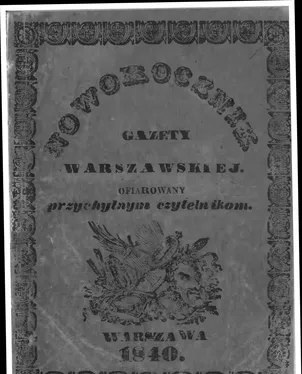 NOWOROCZNIK
GAZETY
WARSZAWSKIEJ.
OFIAROWANY
przychylnym czytelnikom.
WARSZAWA
1840.